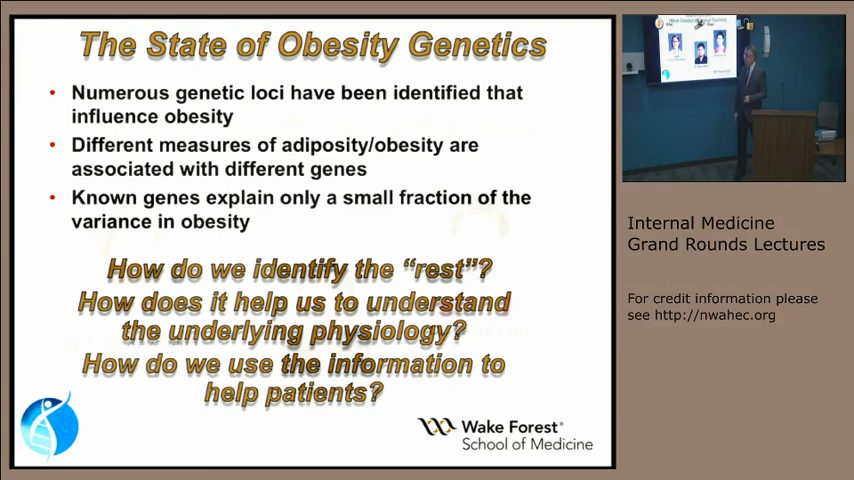 The State of Obesity Genetics
• Numerous genetic loci have been identified that
influence obesity
• Different measures of adiposity/obesity are
associated with different genes
• Known genes explain only a small fraction of the
variance in obesity
How do we identify the “rest”?
How does it help us to understand
the underlying physiology?
How do we use the information to
help patients?
Wake Forest®
School of Medicine
Internal Medicine
Grand Rounds Lectures
For credit information please
see http://nwahec.org